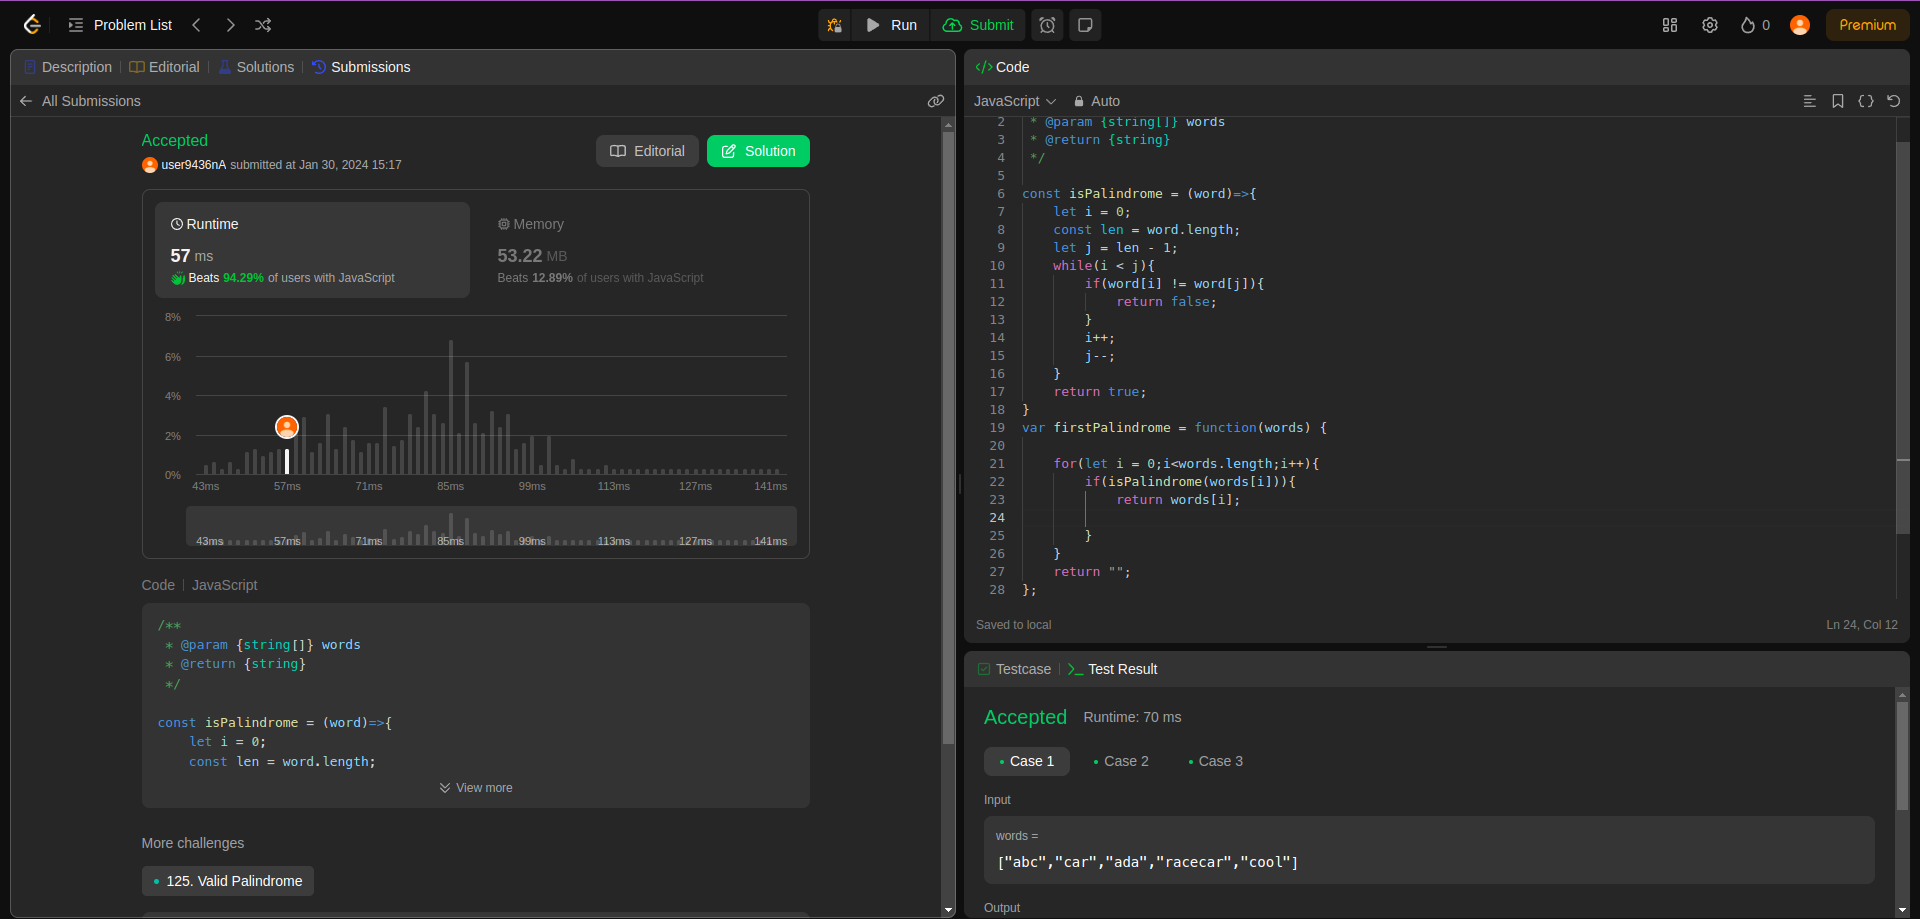 Problem List
Run
Submit
0
Premium
Description
Editorial
Solutions
Submissions
All Submissions
Accepted
user9436nA submitted at Jan 30, 2024 15:17
Editorial
Solution
Runtime
57 ms
Beats 94.29% of users with JavaScript
Memory
53.22 MB
Beats 12.89% of users with JavaScript
8%
6%
4%
2%
0%
43ms 57ms 71ms 85ms 99ms 113ms 127ms 141ms
43ms 57ms 71ms 85ms 99ms 113ms 127ms 141ms
Code | JavaScript
/**
 * @param {string[]} words
 * @return {string}
 */
const isPalindrome = (word)=>{
    let i = 0;
    const len = word.length;
View more
More challenges
125. Valid Palindrome
</> Code
JavaScript
Auto
2 * @param {string[]} words
3 * @return {string}
4 */
5
6 const isPalindrome = (word)=>{
7     let i = 0;
8     const len = word.length;
9     let j = len - 1;
10     while(i < j){
11         if(word[i] != word[j]){
12             return false;
13         }
14         i++;
15         j--;
16     }
17     return true;
18 }
19 var firstPalindrome = function(words) {
20
21     for(let i = 0;i<words.length;i++){
22         if(isPalindrome(words[i])){
23             return words[i];
24
25         }
26     }
27     return "";
28 };
Saved to local
Ln 24, Col 12
Testcase
Test Result
Accepted
Runtime: 70 ms
Case 1
Case 2
Case 3
Input
words =
["abc","car","ada","racecar","cool"]
Output